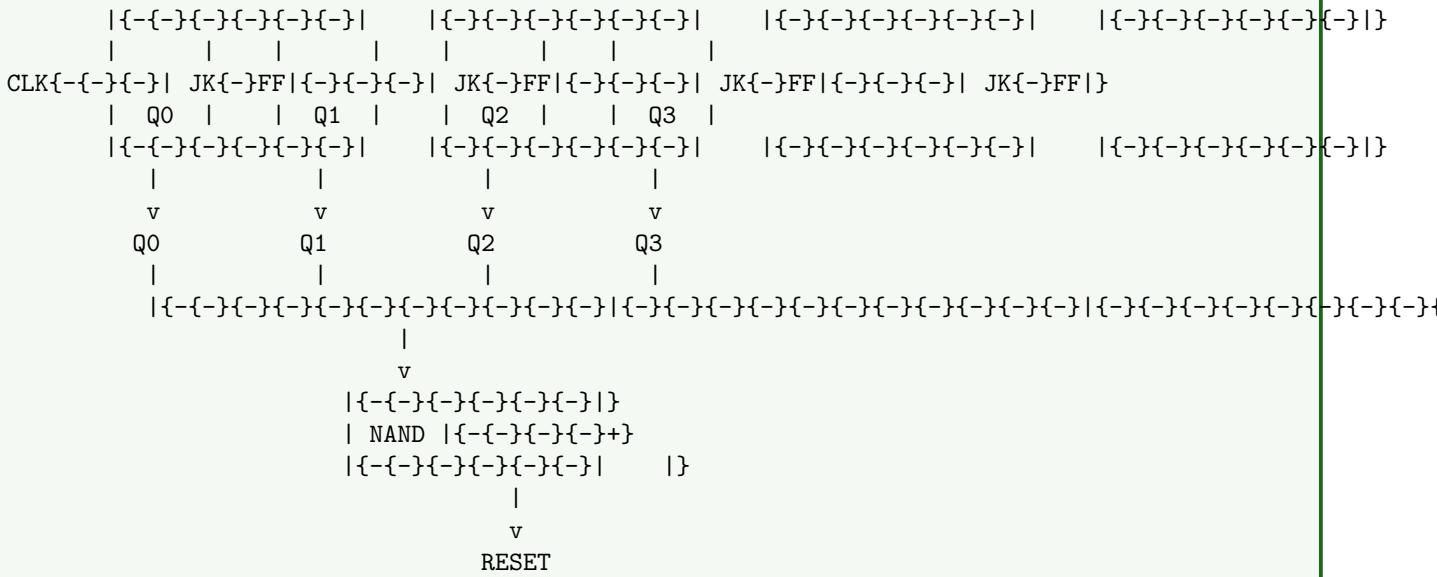 |{-{-}{-}{-}{-}{-}| |{-}{-}{-}{-}{-}{-}| |{-}{-}{-}{-}{-}{-}| |{-}{-}{-}{-}{-}{-}|}
| | | | | | | |
CLK{-{-}{-}| JK{-}FF|{-}{-}{-}| JK{-}FF|{-}{-}{-}| JK{-}FF|{-}{-}{-}| JK{-}FF|}
| Q0 | | Q1 | | Q2 | | Q3 |
|{-{-}{-}{-}{-}{-}| |{-}{-}{-}{-}{-}{-}| |{-}{-}{-}{-}{-}{-}| |{-}{-}{-}{-}{-}{-}|}
| | | |
v v v v
Q0 Q1 Q2 Q3
| | | |
|{-{-}{-}{-}{-}{-}{-}{-}{-}{-}{-}|{-}{-}{-}{-}{-}{-}{-}{-}{-}{-}{-}|{-}{-}{-}{-}{-}{-}{-}{-}{
|
v
|{-{-}{-}{-}{-}{-}|}
| NAND |{-{-}{-}{-}+}
|{-{-}{-}{-}{-}{-}| |}
|
v
RESET